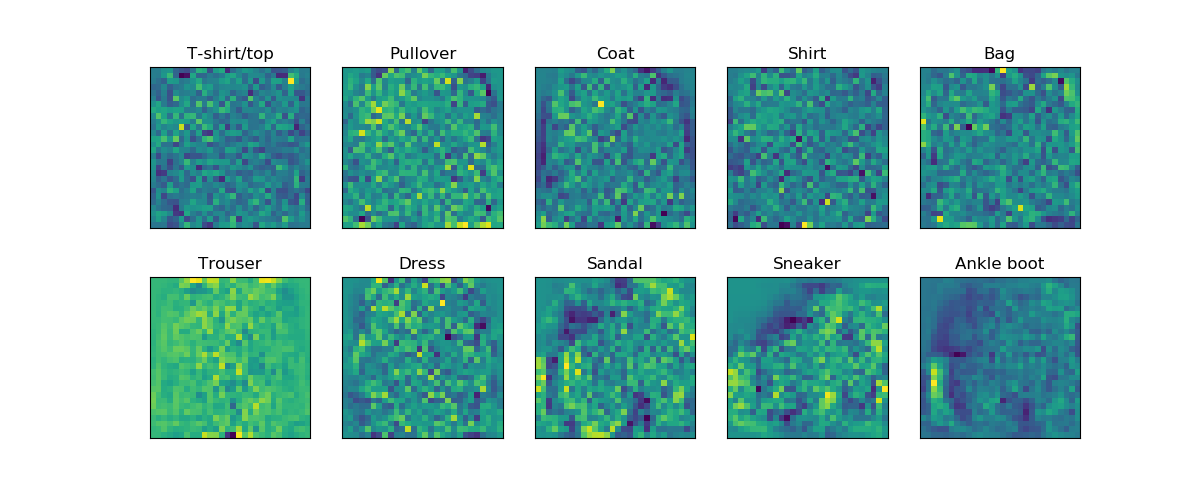 T-shirt/top Pullover Coat Shirt Bag
Trouser Dress Sandal Sneaker Ankle boot